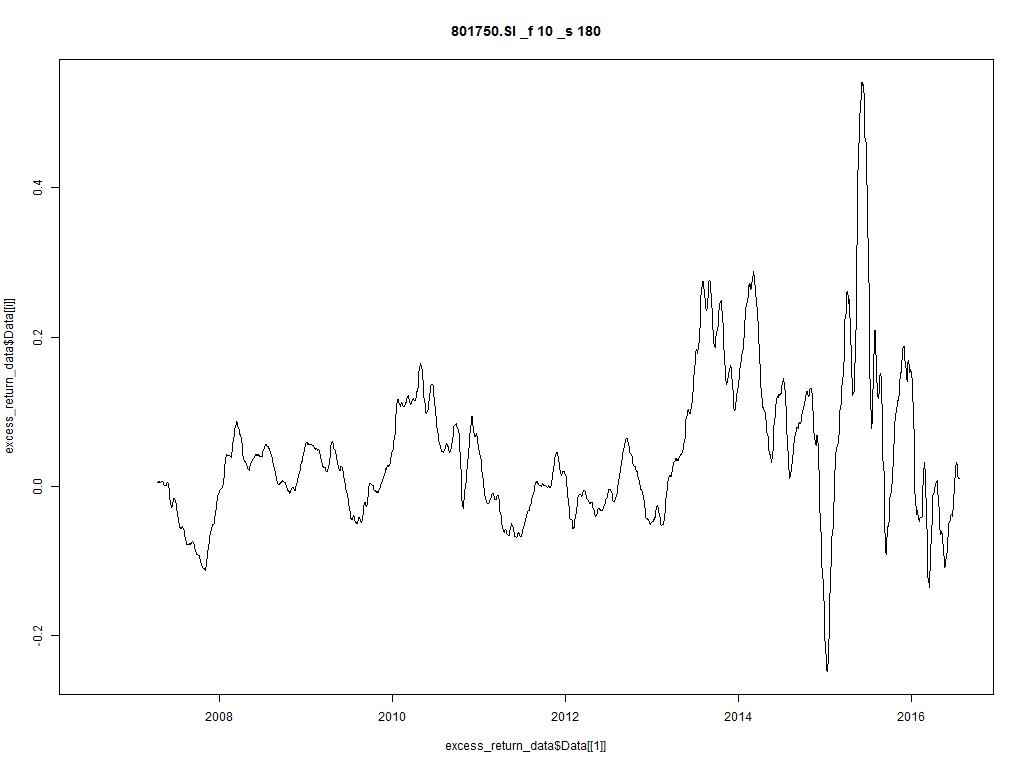 801750.SI _f 10 _s 180
excess_return_data$Data[[i]]
0.4
0.2
0.0
-0.2
2008 2010 2012 2014 2016
excess_return_data$Data[[1]]